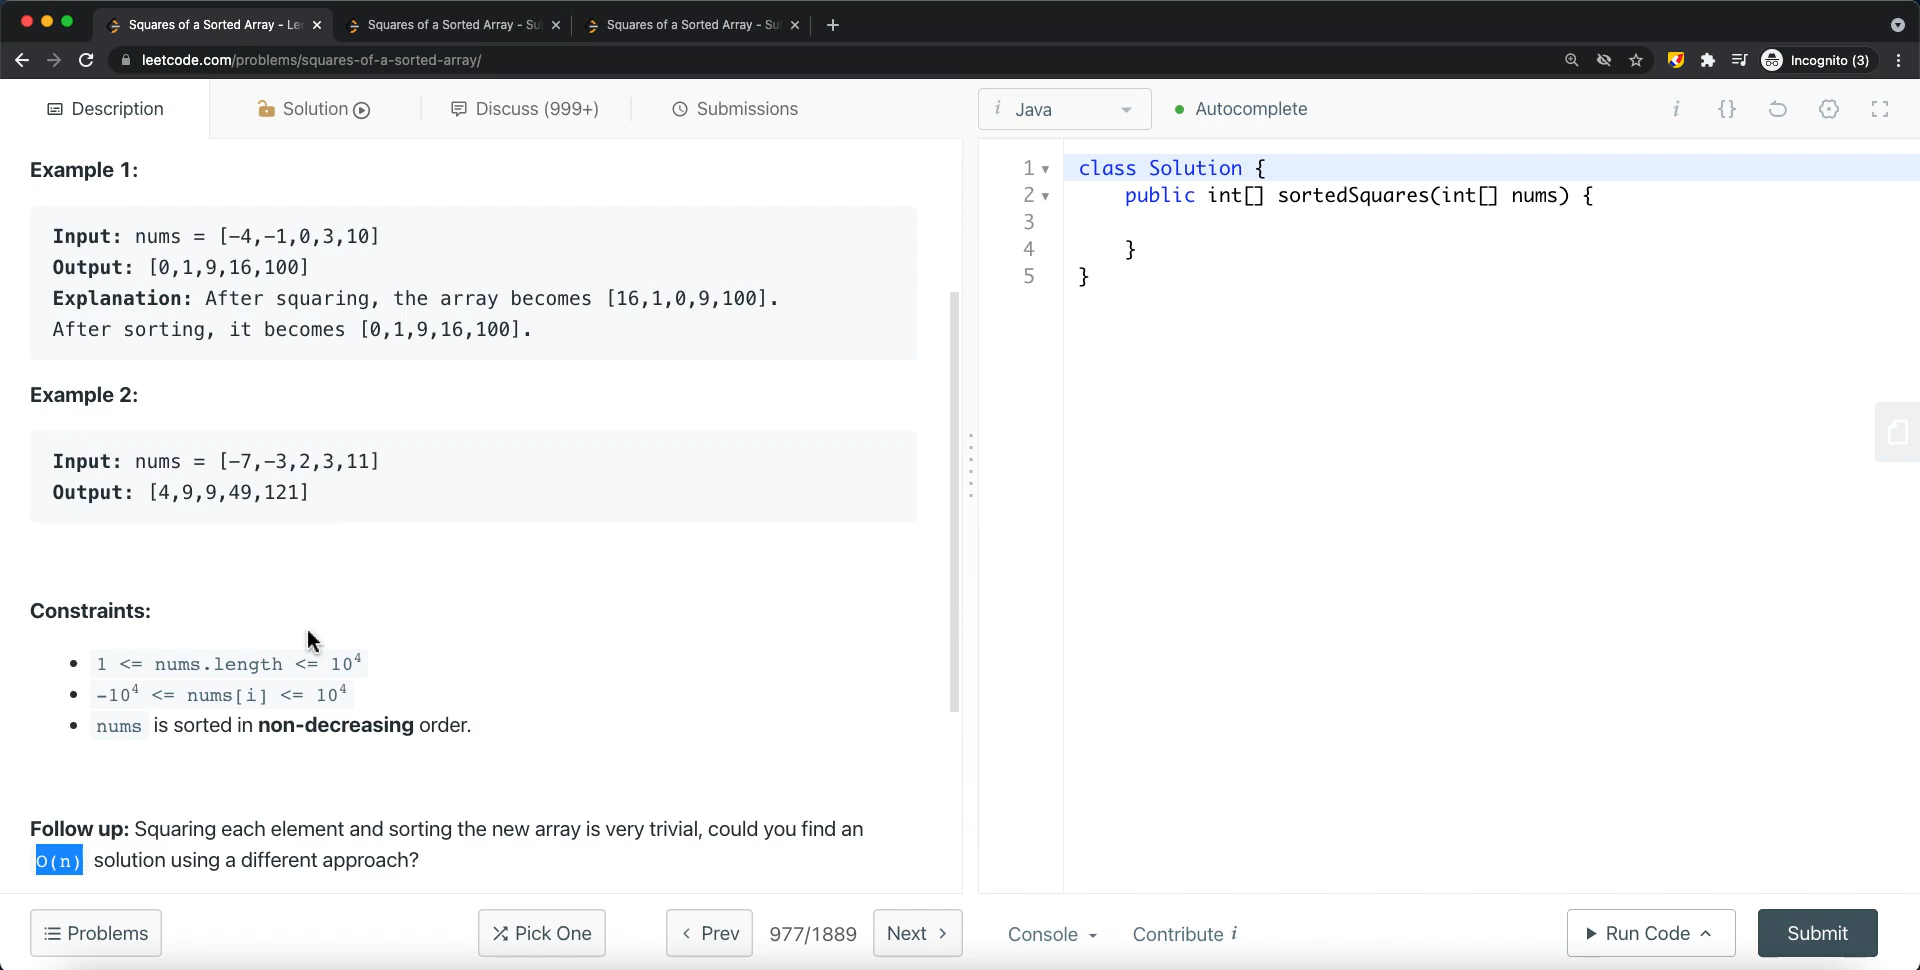 Squares of a Sorted Array - Le
Squares of a Sorted Array - Su
Squares of a Sorted Array - Su
leetcode.com/problems/squares-of-a-sorted-array/
Incognito (3)
Description
Solution
Discuss (999+)
Submissions
i Java
Autocomplete
i {}
Example 1:
Input: nums = [-4,-1,0,3,10]
Output: [0,1,9,16,100]
Explanation: After squaring, the array becomes [16,1,0,9,100].
After sorting, it becomes [0,1,9,16,100].
Example 2:
Input: nums = [-7,-3,2,3,11]
Output: [4,9,9,49,121]
Constraints:
• 1 <= nums.length <= 10⁴
• -10⁴ <= nums[i] <= 10⁴
• nums is sorted in non-decreasing order.
Follow up: Squaring each element and sorting the new array is very trivial, could you find an
O(n) solution using a different approach?
1 class Solution {
2 public int[] sortedSquares(int[] nums) {
3
4 }
5 }
Problems
Pick One
< Prev
977/1889
Next >
Console
Contribute i
Run Code
Submit